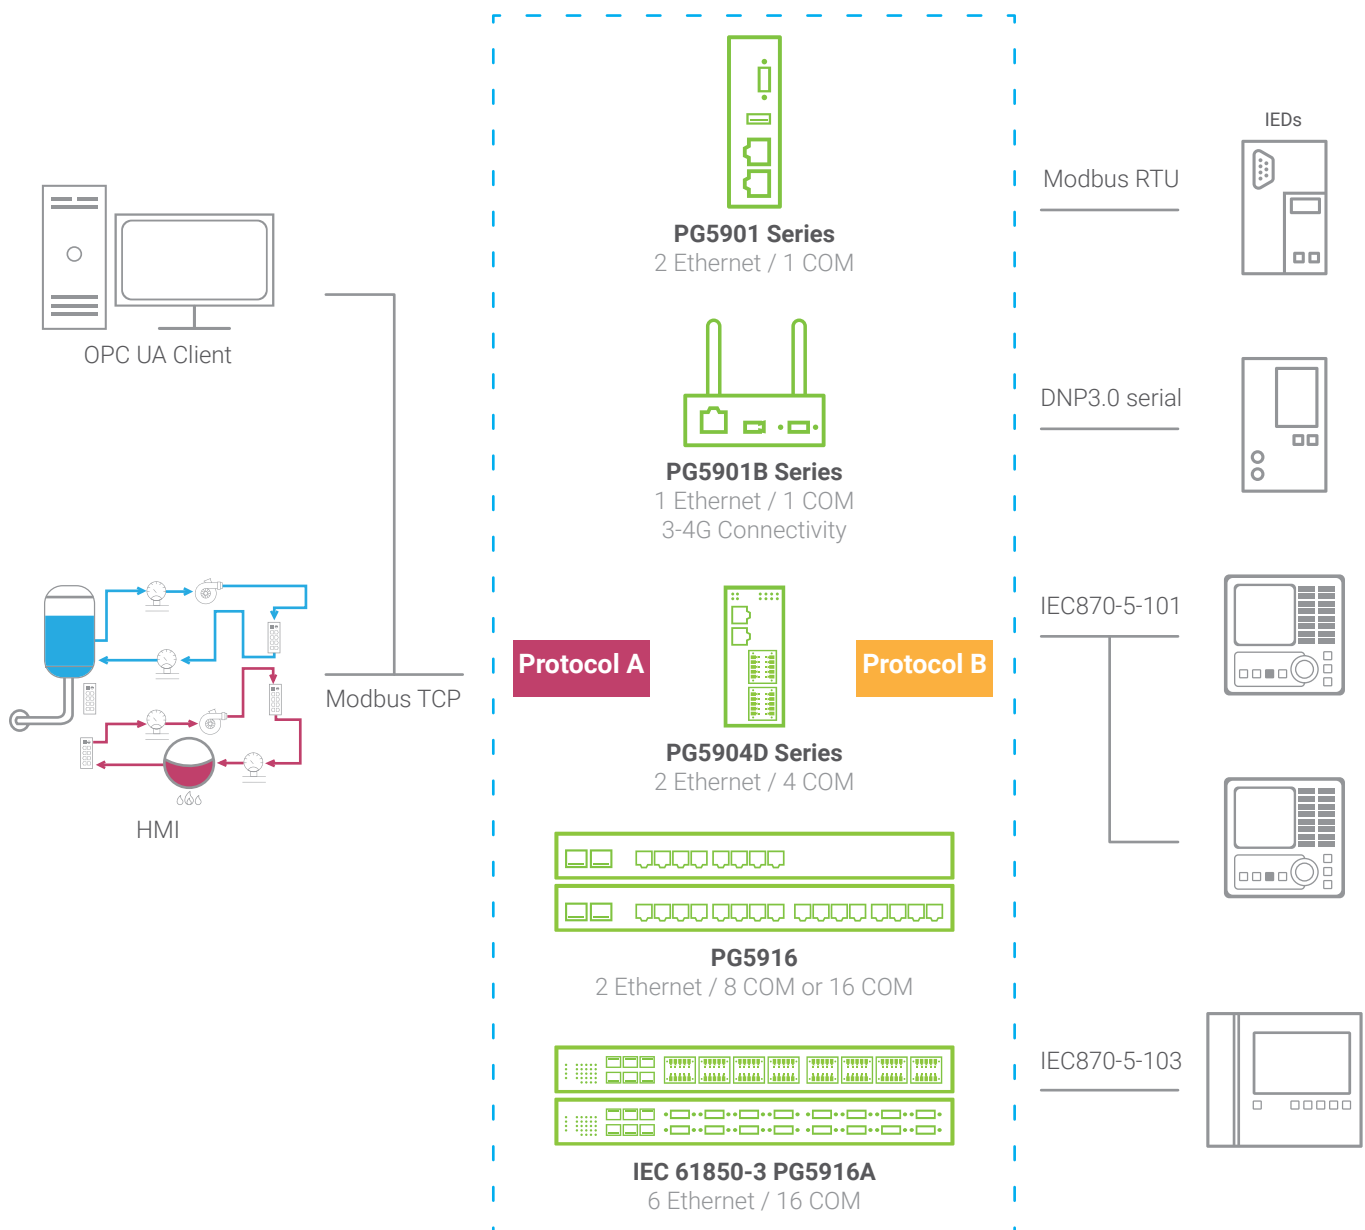 OPC UA Client
HMI
Modbus TCP
Protocol A
PG5901 Series
2 Ethernet / 1 COM
PG5901B Series
1 Ethernet / 1 COM
3-4G Connectivity
PG5904D Series
2 Ethernet / 4 COM
PG5916
2 Ethernet / 8 COM or 16 COM
IEC 61850-3 PG5916A
6 Ethernet / 16 COM
Protocol B
IEDs
Modbus RTU
DNP3.0 serial
IEC870-5-101
IEC870-5-103